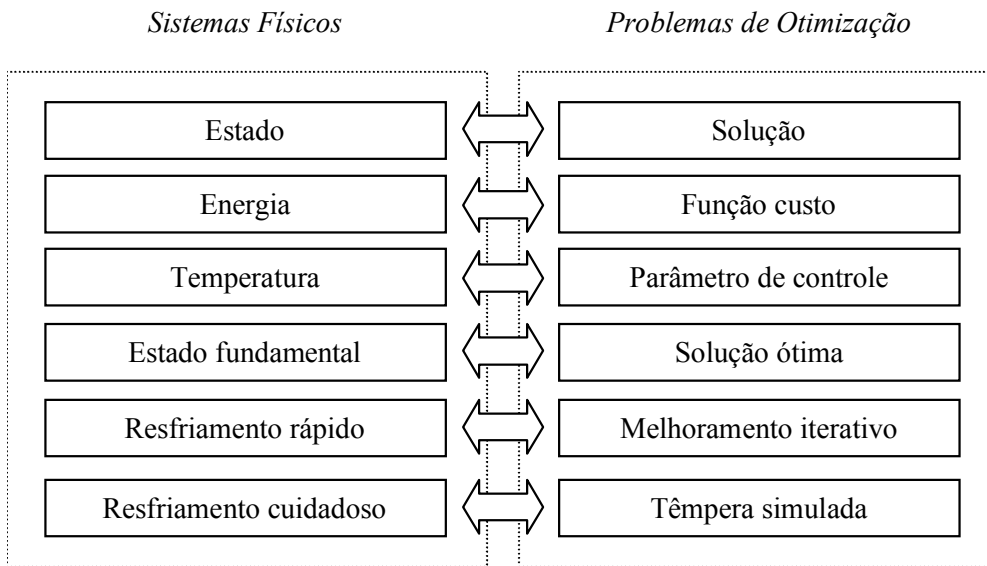 Sistemas Físicos
Problemas de Otimização
Estado
Solução
Energia
Função custo
Temperatura
Parâmetro de controle
Estado fundamental
Solução ótima
Resfriamento rápido
Melhoramento iterativo
Resfriamento cuidadoso
Têmpera simulada